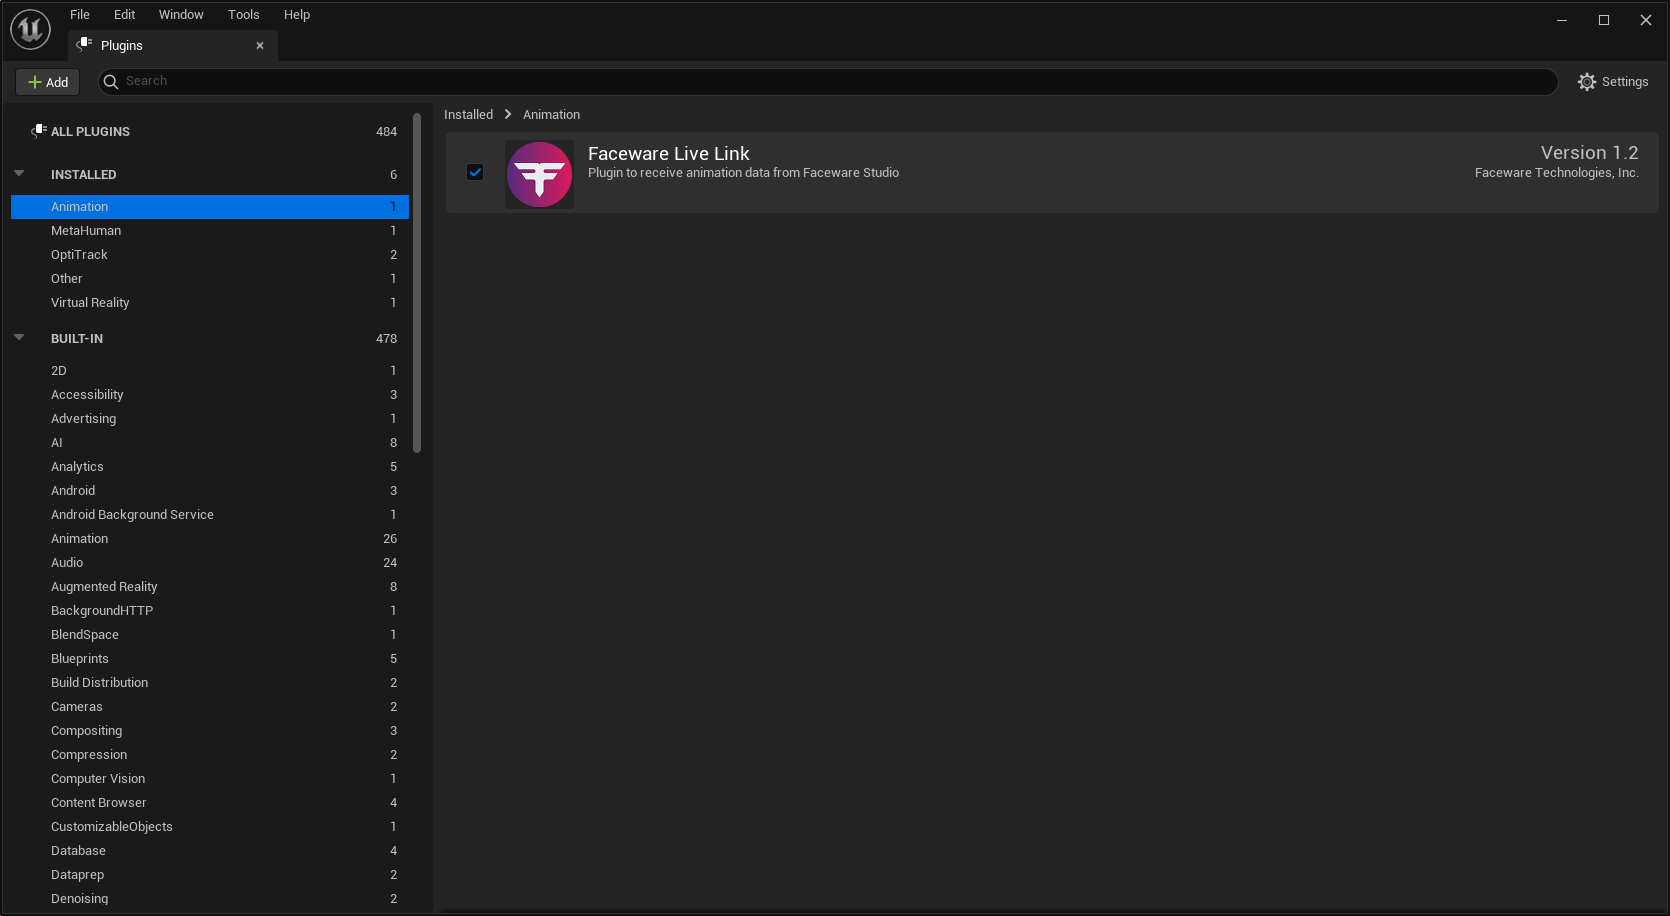 File Edit Window Tools Help
Plugins
Add
Search
Settings
ALL PLUGINS 484
INSTALLED 6
Animation 1
MetaHuman 1
OptiTrack 2
Other 1
Virtual Reality 1
BUILT-IN 478
2D 1
Accessibility 3
Advertising 1
AI 8
Analytics 5
Android 3
Android Background Service 1
Animation 26
Audio 24
Augmented Reality 8
BackgroundHTTP 1
BlendSpace 1
Blueprints 5
Build Distribution 2
Cameras 2
Compositing 3
Compression 2
Computer Vision 1
Content Browser 4
CustomizableObjects 1
Database 4
Dataprep 2
Denoising 2
Installed > Animation
Faceware Live Link
Plugin to receive animation data from Faceware Studio
Version 1.2
Faceware Technologies, Inc.